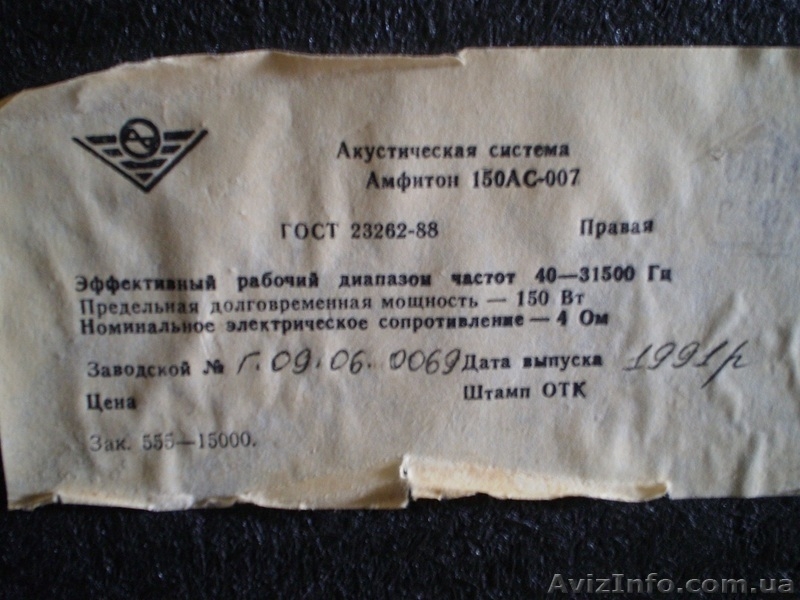 Акустическая система
Амфитон 150АС-007
ГОСТ 23262-88 Правая
Эффективный рабочий диапазон частот 40—31500 Гц
Предельная долговременная мощность — 150 Вт
Номинальное электрическое сопротивление — 4 Ом
Заводской № Г.09.06.0069 Дата выпуска 1991р
Цена Штамп ОТК
Зак. 555—15000.
AvizInfo.com.ua